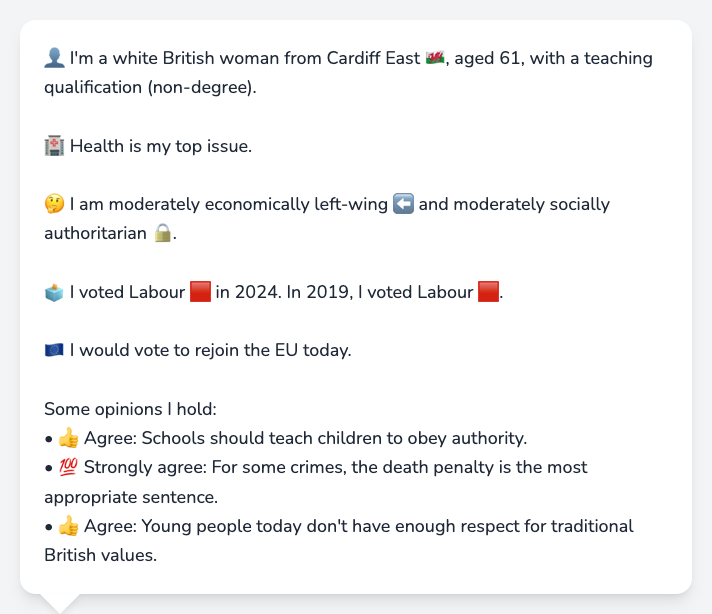 👤 I'm a white British woman from Cardiff East 🏴󠁧󠁢󠁷󠁬󠁳󠁿, aged 61, with a teaching
qualification (non-degree).
🏥 Health is my top issue.
🤔 I am moderately economically left-wing ⬅️ and moderately socially
authoritarian 🔒.
🗳️ I voted Labour 🟥 in 2024. In 2019, I voted Labour 🟥.
🇪🇺 I would vote to rejoin the EU today.
Some opinions I hold:
• 👍 Agree: Schools should teach children to obey authority.
• 💯 Strongly agree: For some crimes, the death penalty is the most
appropriate sentence.
• 👍 Agree: Young people today don't have enough respect for traditional
British values.